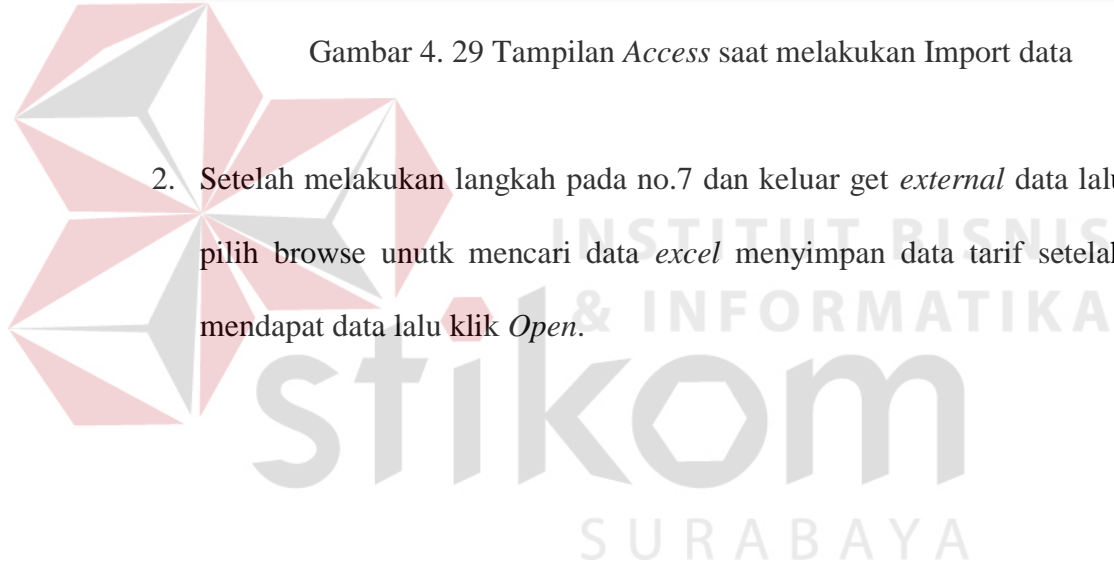 Gambar 4. 29 Tampilan Access saat melakukan Import data
2. Setelah melakukan langkah pada no.7 dan keluar get external data lalu
INSTITUT BISNIS
pilih browse unutk mencari data excel menyimpan data tarif setelah
& INFORMATIKA
mendapat data lalu klik Open.
stikom
SURABAYA